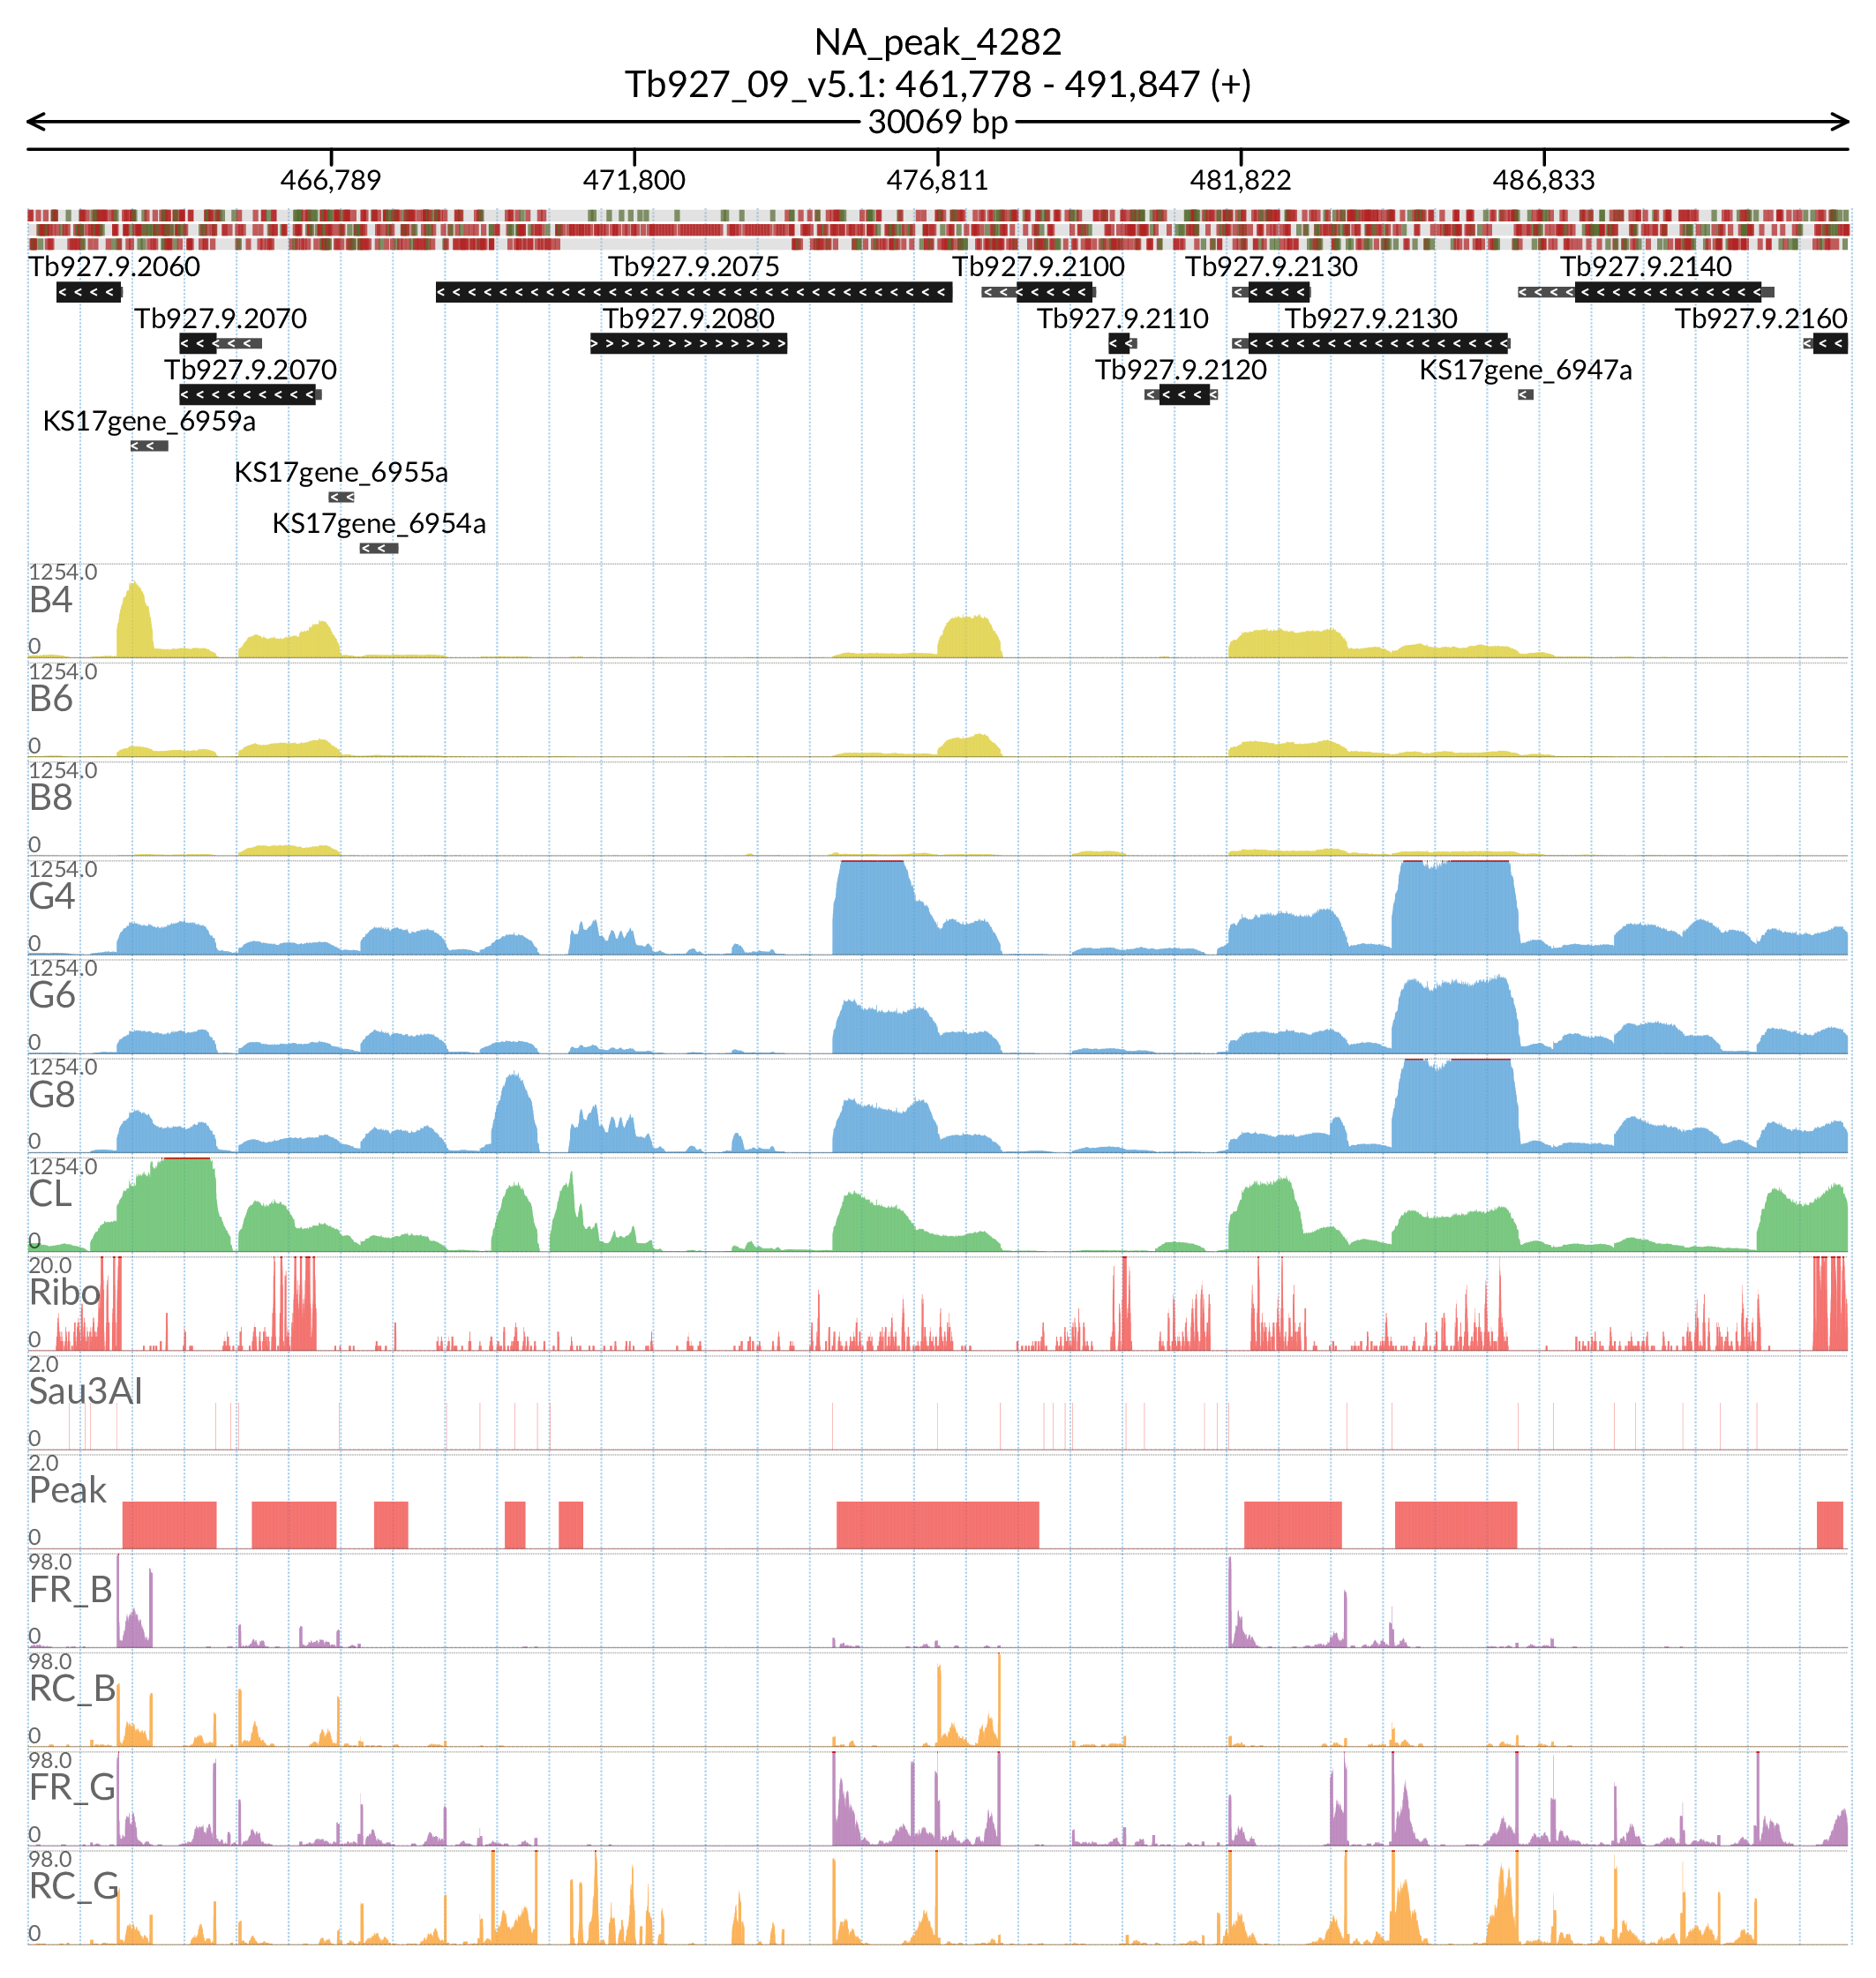 NA_peak_4282
Tb927_09_v5.1: 461,778 - 491,847 (+)
30069 bp
466,789 471,800 476,811 481,822 486,833
Tb927.9.2060 Tb927.9.2075 Tb927.9.2100 Tb927.9.2130 Tb927.9.2140
Tb927.9.2070 Tb927.9.2080 Tb927.9.2110 Tb927.9.2130 Tb927.9.2160
Tb927.9.2070 Tb927.9.2120 KS17gene_6947a
KS17gene_6959a
KS17gene_6955a
KS17gene_6954a
1254.0
B4
0
1254.0
B6
0
1254.0
B8
0
1254.0
G4
0
1254.0
G6
0
1254.0
G8
0
1254.0
CL
0
20.0
Ribo
0
2.0
Sau3AI
0
2.0
Peak
0
98.0
FR_B
0
98.0
RC_B
0
98.0
FR_G
0
98.0
RC_G
0